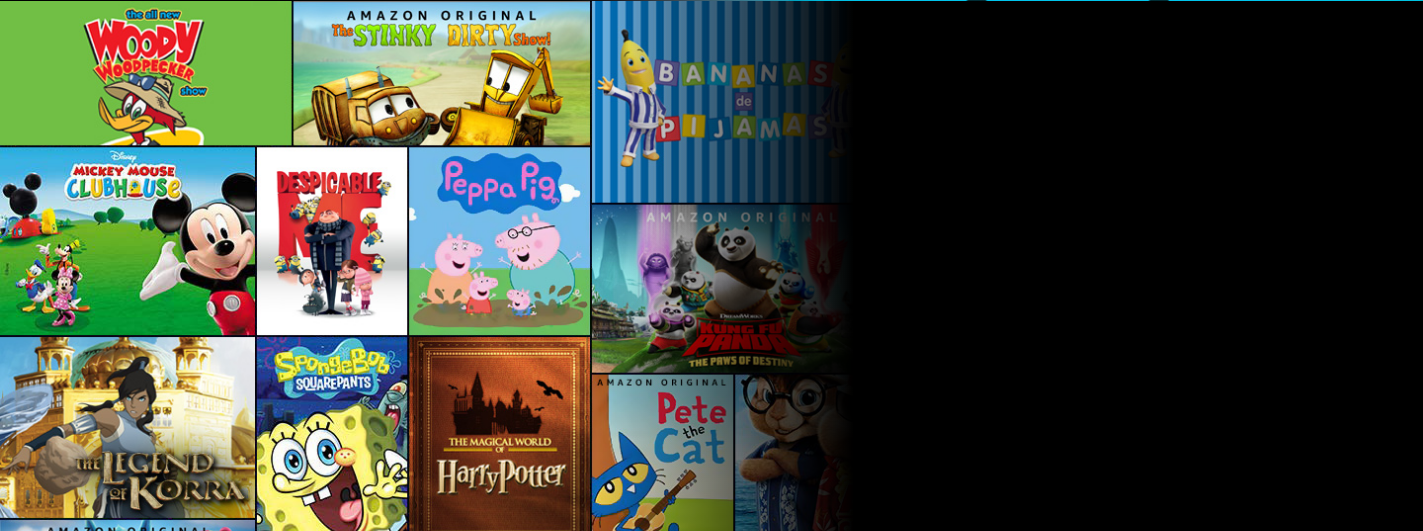 the all new
WOODY
WOODPECKER
show
AMAZON ORIGINAL
The STINKY DIRTY Show!
BANANAS
de
PIJAMAS
Disney
MICKEY MOUSE
CLUBHOUSE
DESPICABLE
ME
Peppa Pig
AMAZON ORIGINAL
DREAMWORKS
KUNG FU
PANDA
THE PAWS OF DESTINY
THE LEGEND
OF KORRA
SpongeBob
SQUAREPANTS
THE MAGICAL WORLD
OF
Harry Potter
AMAZON ORIGINAL
Pete
the
Cat
AMAZON ORIGINAL